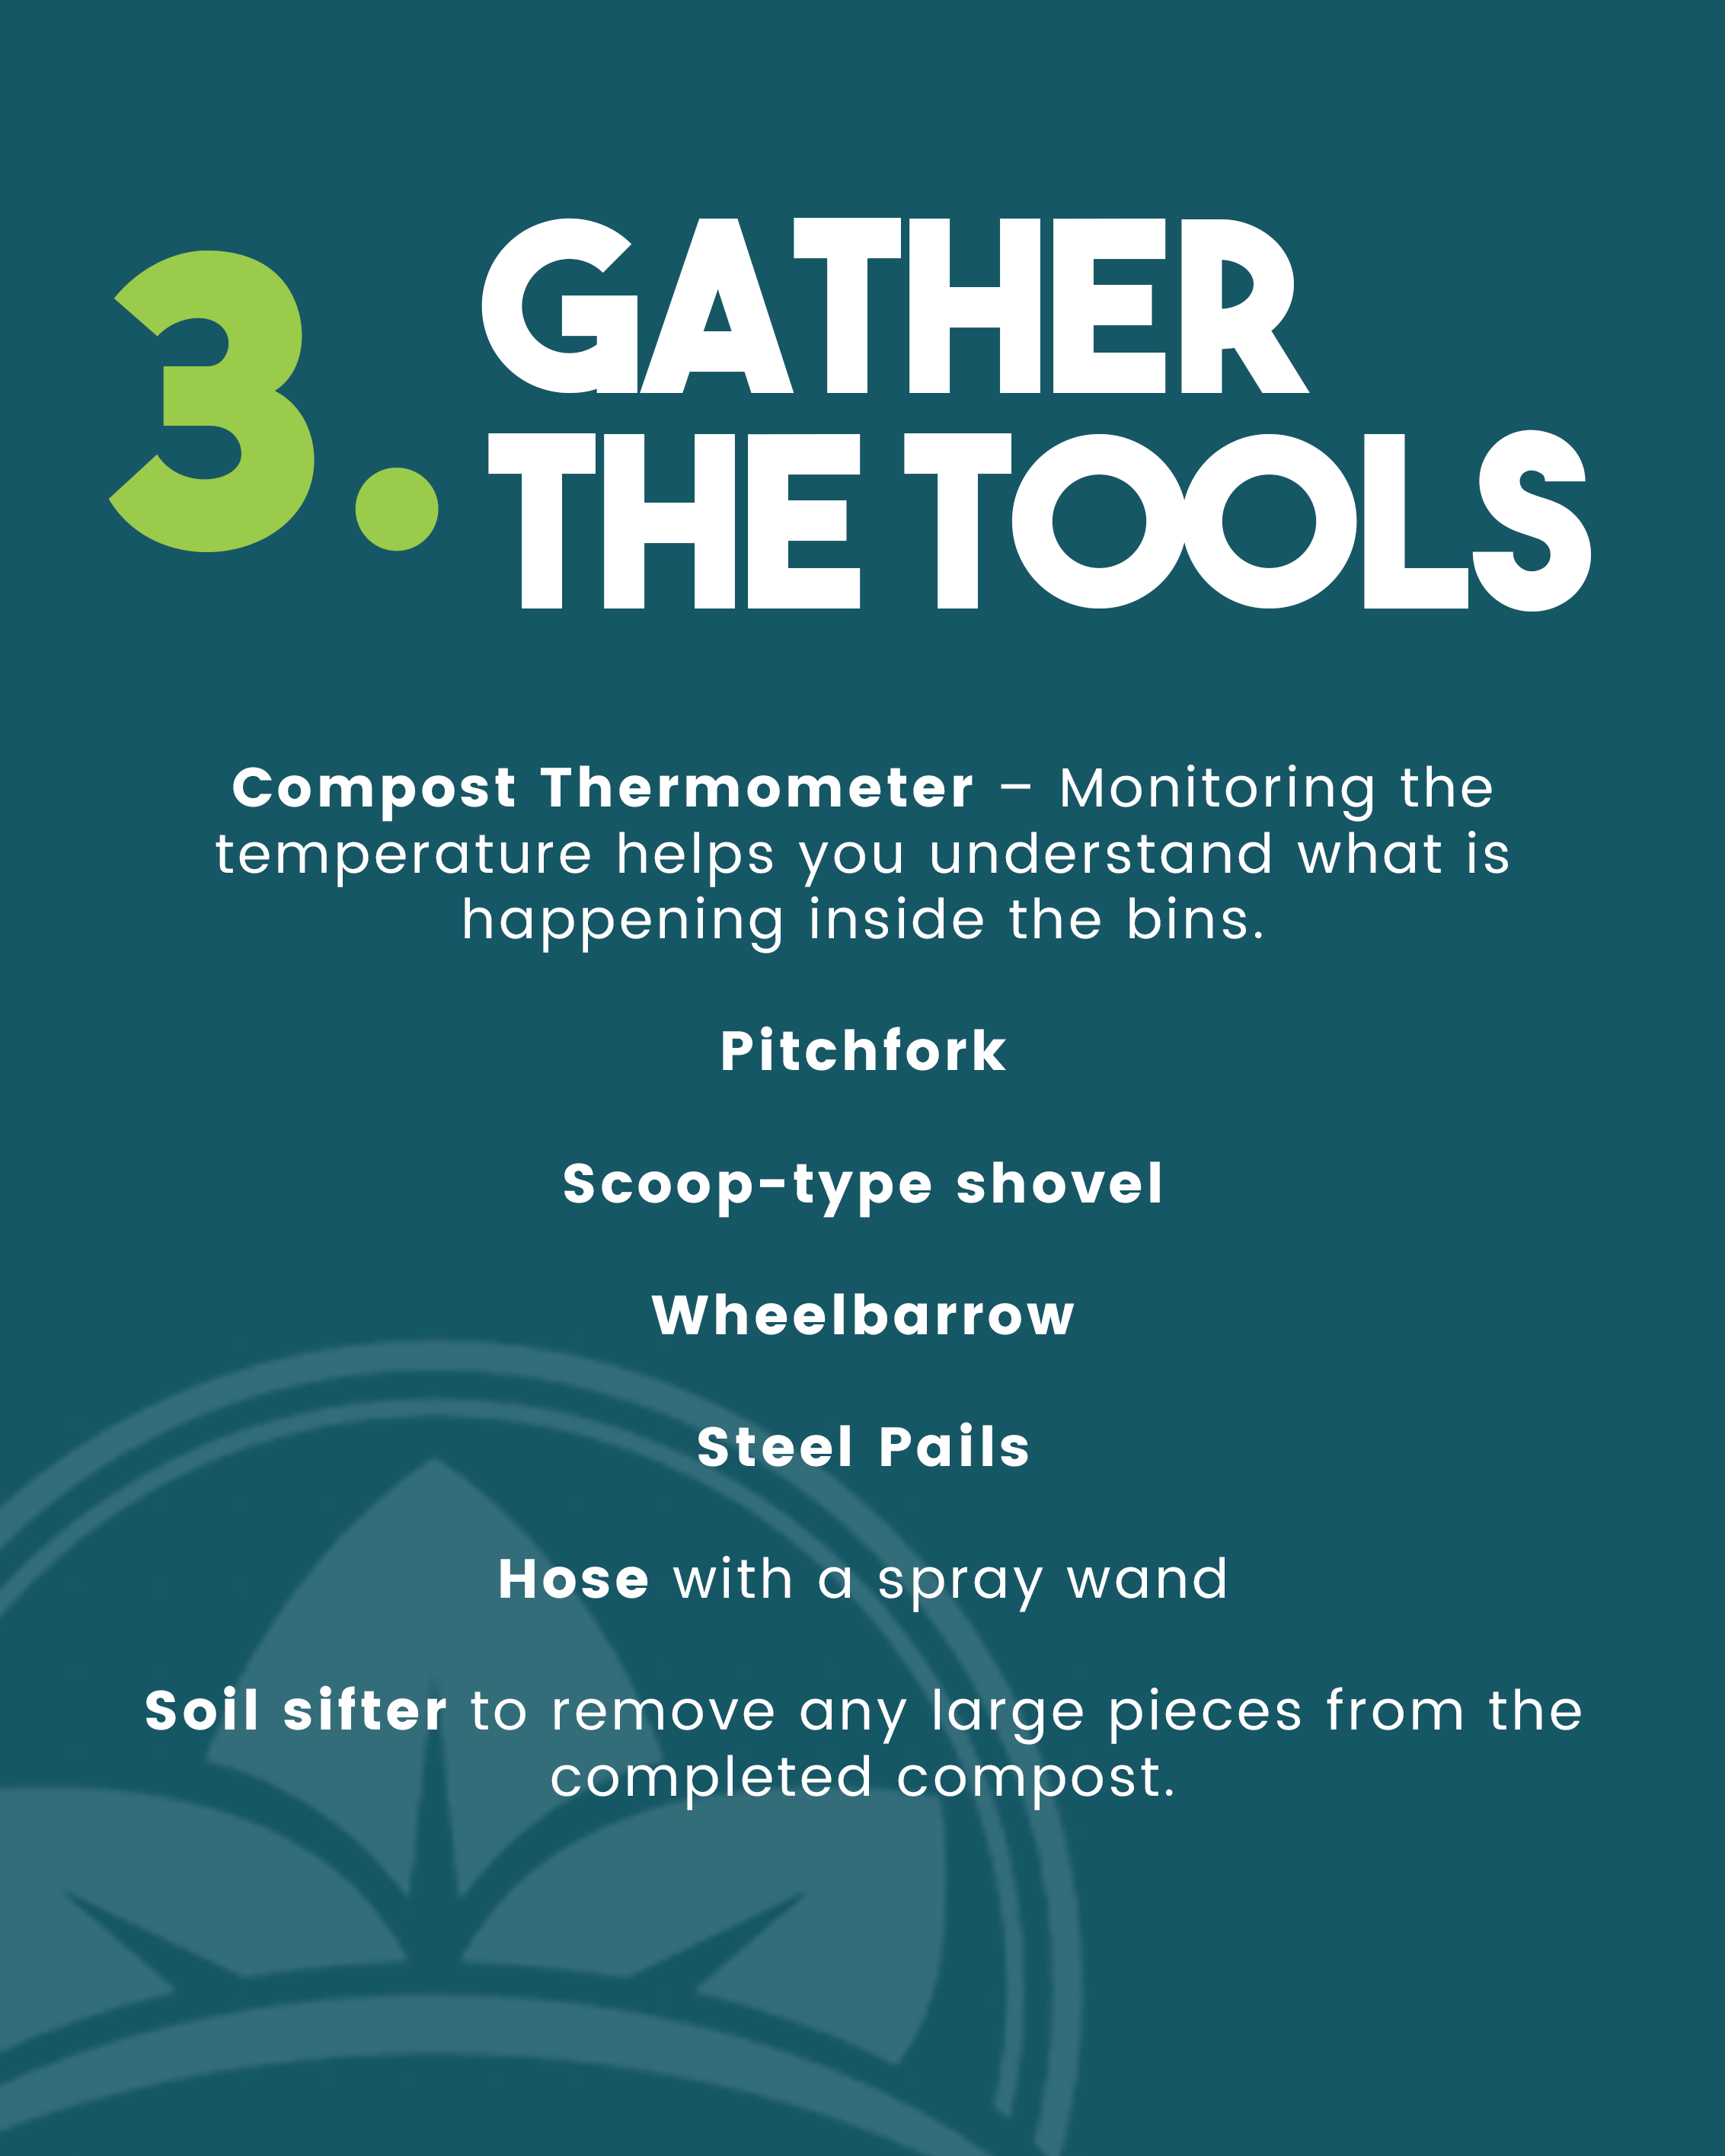 3.
GATHER
THE TOOLS
Compost Thermometer – Monitoring the
temperature helps you understand what is
happening inside the bins.
Pitchfork
Scoop-type shovel
Wheelbarrow
Steel Pails
Hose with a spray wand
Soil sifter to remove any large pieces from the
completed compost.